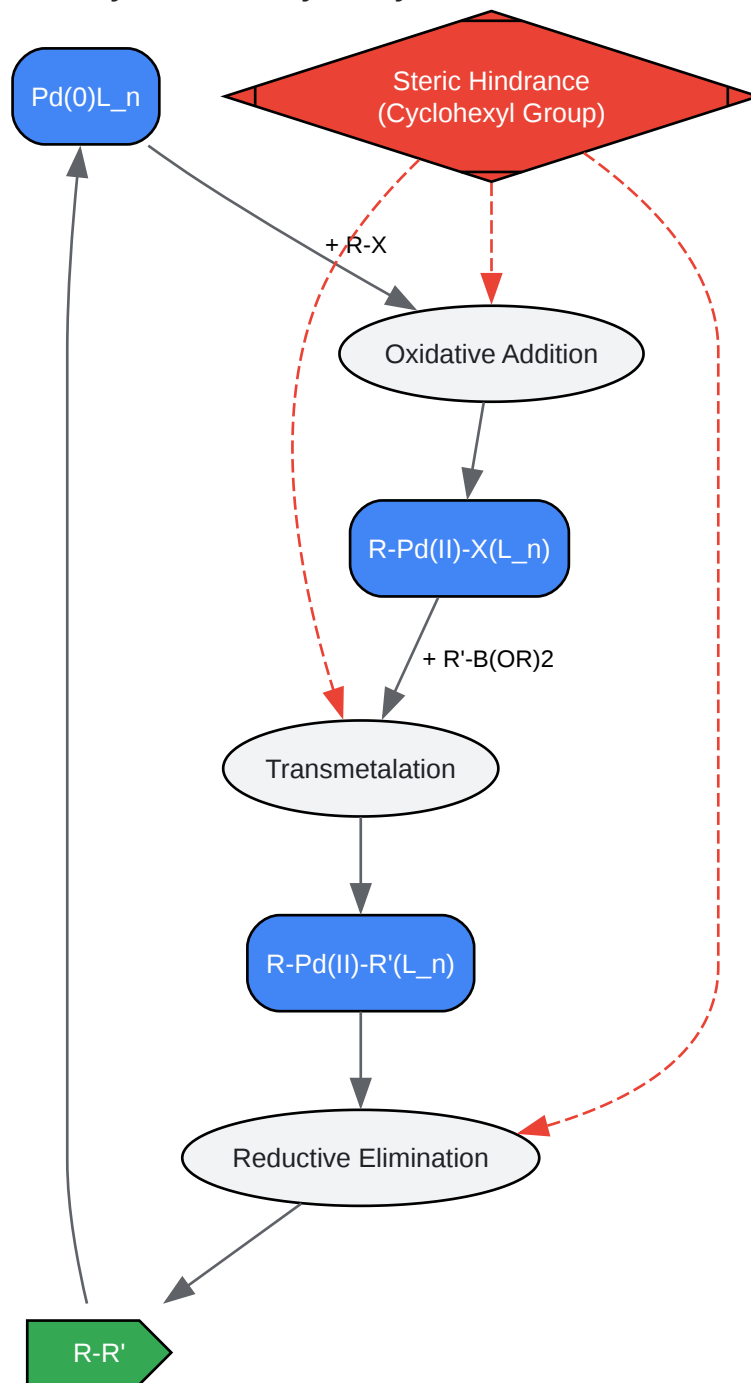 Pd(0)L_n
Steric Hindrance
(Cyclohexyl Group)
+ R-X
Oxidative Addition
R-Pd(II)-X(L_n)
+ R'-B(OR)2
Transmetalation
R-Pd(II)-R'(L_n)
Reductive Elimination
R-R'